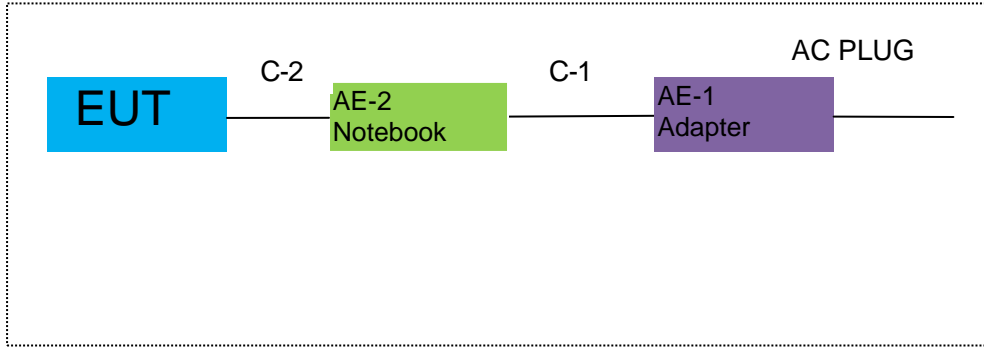 AC PLUG
C-2
C-1
EUT
AE-2
Notebook
AE-1
Adapter